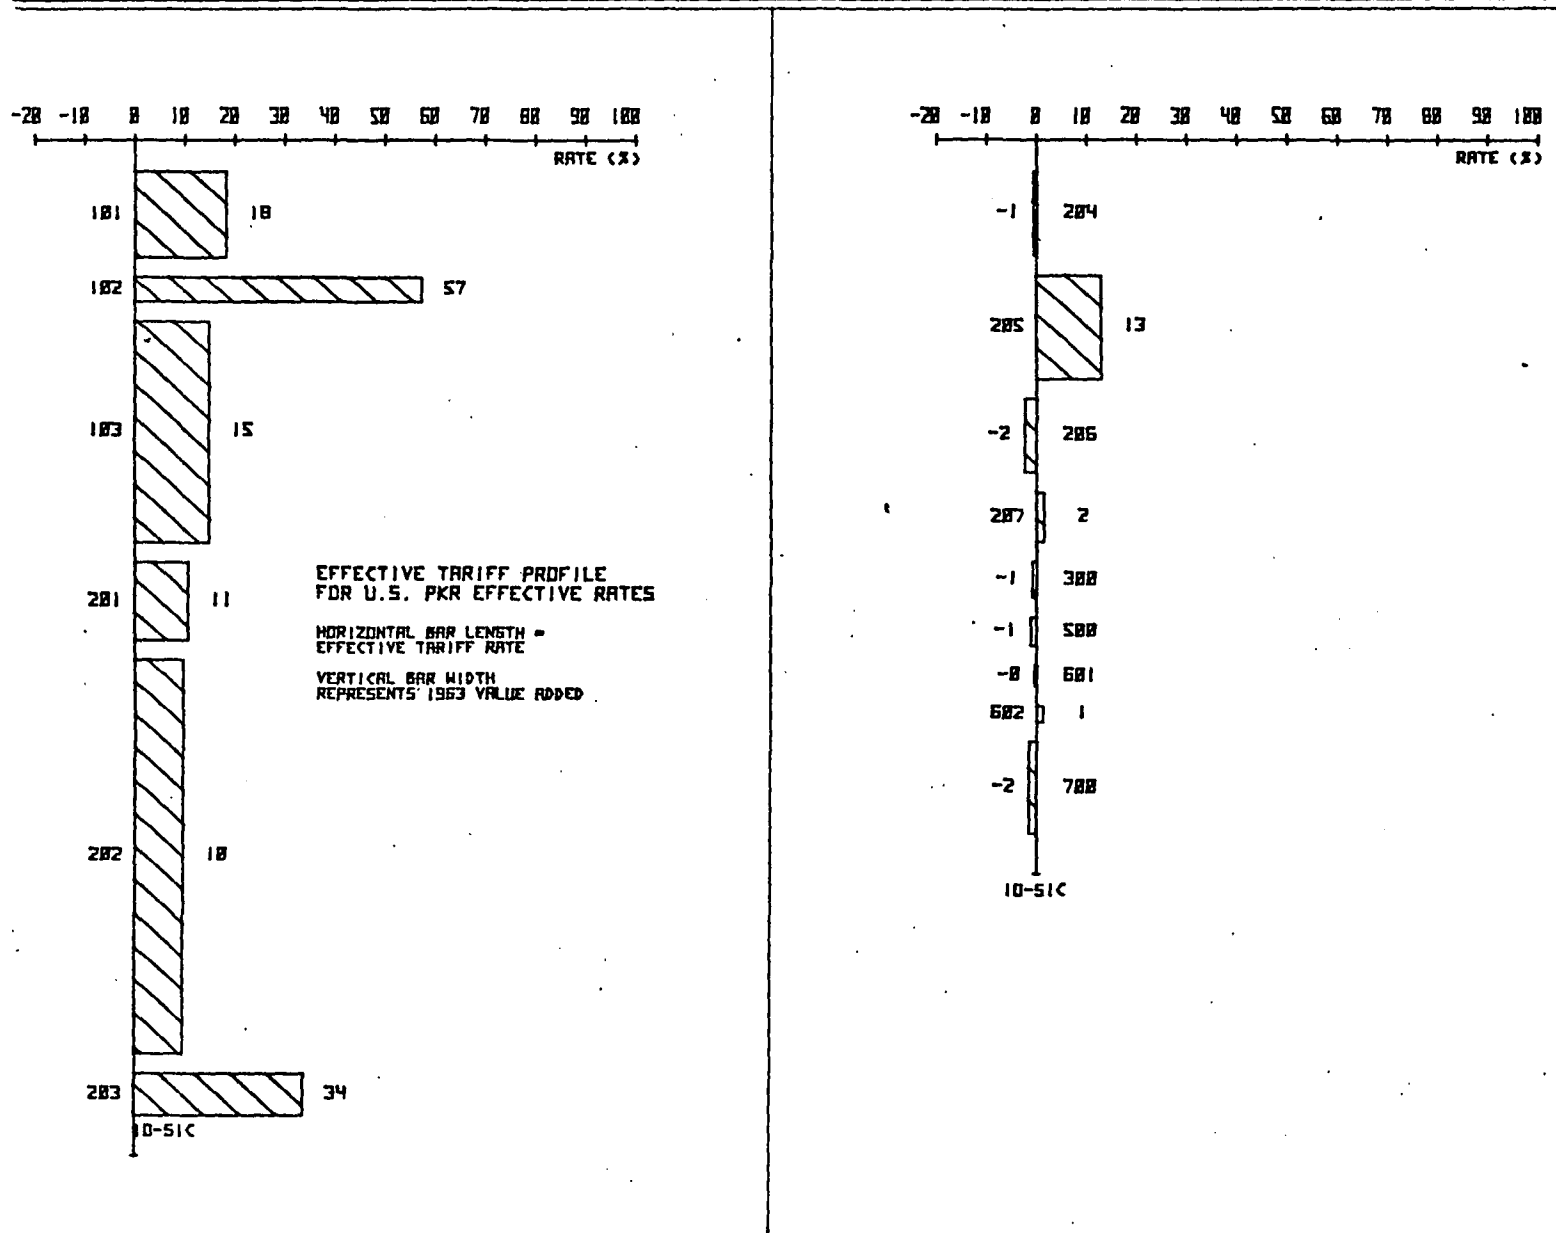 -20 -10 0 10 20 30 40 50 60 70 80 90 100
RATE (%)
101 18
102 57
103 15
201 11
EFFECTIVE TARIFF PROFILE
FOR U.S. PKR EFFECTIVE RATES
HORIZONTAL BAR LENGTH =
EFFECTIVE TARIFF RATE
VERTICAL BAR WIDTH
REPRESENTS 1963 VALUE ADDED
202 10
203 34
IO-SIC
-20 -10 0 10 20 30 40 50 60 70 80 90 100
RATE (%)
-1 204
205 13
-2 206
207 2
-1 300
-1 500
-0 601
602 1
-2 700
IO-SIC